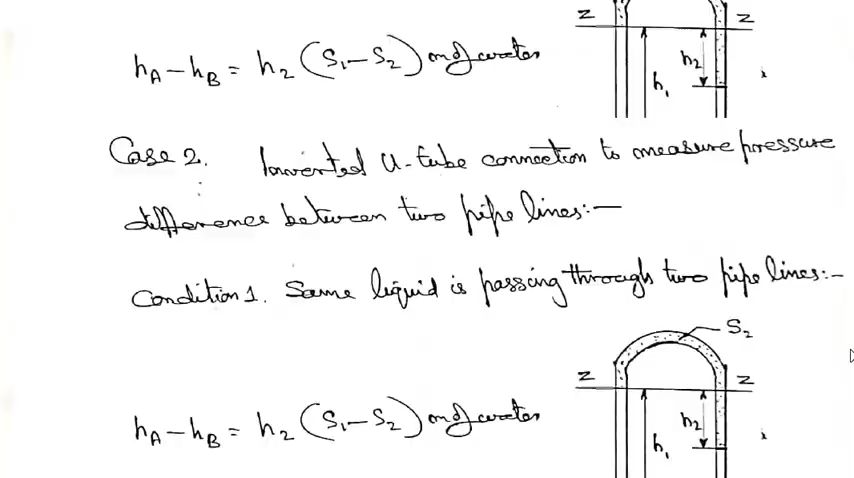 Z Z
hA - hB = h2 (S1 - S2) m of water
h2
h1
Case 2. Inverted U-tube connection to measure pressure
difference between two pipe lines:-
Condition 1. Same liquid is passing through two pipe lines:-
S2
Z Z
hA - hB = h2 (S1 - S2) m of water
h2
h1